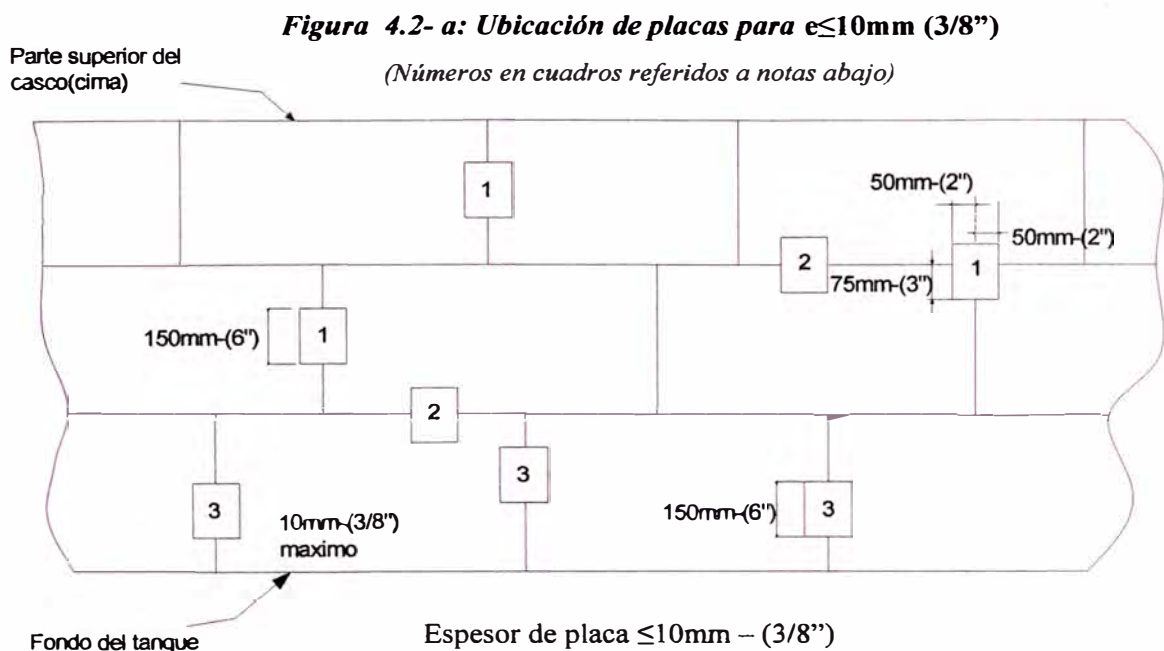 Figura 4.2- a: Ubicación de placas para e≤10mm (3/8”)
Parte superior del
casco(cima)
(Números en cuadros referidos a notas abajo)
1
50mm-(2")
50mm-(2")
2
1
75mm-(3")
150mm-(6")
1
2
3
3
150mm-(6")
3
10mm-(3/8")
maximo
Fondo del tanque
Espesor de placa ≤10mm – (3/8”)